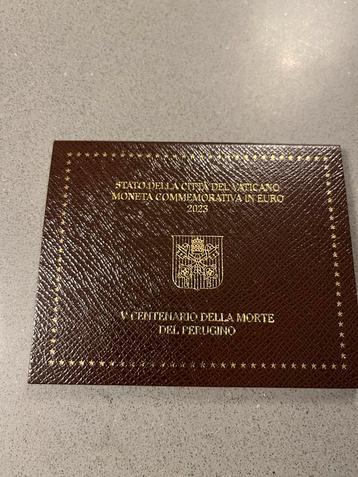 STATO DELLA CITTÀ DEL VATICANO
MONETA COMMEMORATIVA IN EURO
2023
V CENTENARIO DELLA MORTE
DEL PERUGINO